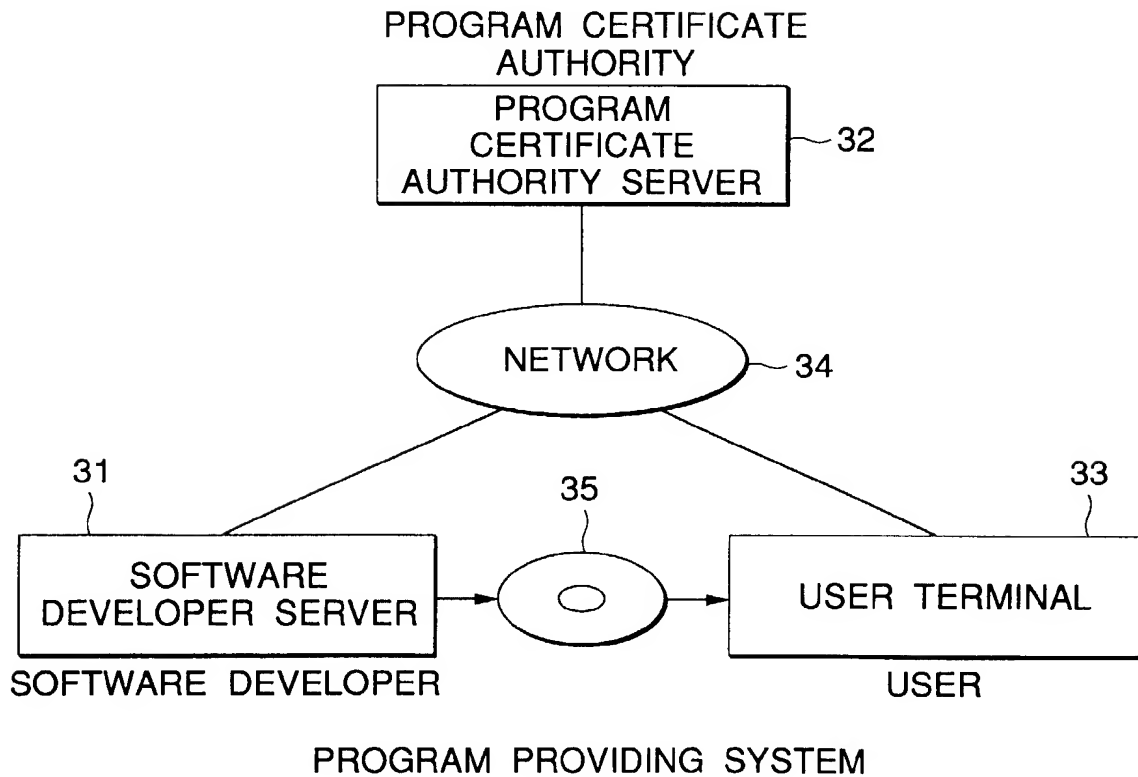 PROGRAM CERTIFICATE
AUTHORITY
PROGRAM
CERTIFICATE
AUTHORITY SERVER
32
NETWORK
34
31
35
33
SOFTWARE
DEVELOPER SERVER
USER TERMINAL
SOFTWARE DEVELOPER
USER
PROGRAM PROVIDING SYSTEM